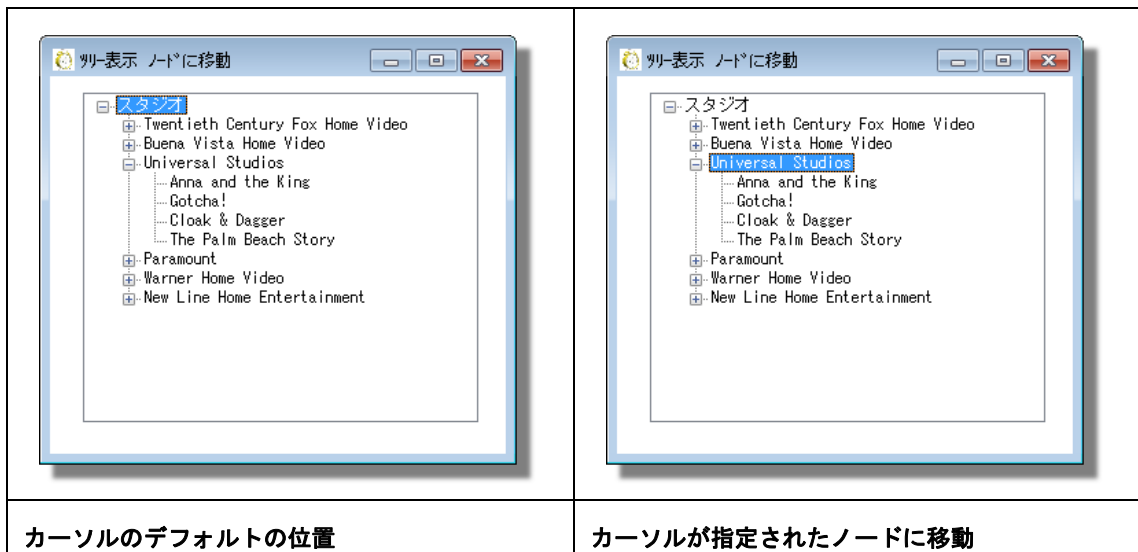 ﾂﾘｰ表示 ﾉｰﾄﾞに移動
スタジオ
Twentieth Century Fox Home Video
Buena Vista Home Video
Universal Studios
Anna and the King
Gotcha!
Cloak & Dagger
The Palm Beach Story
Paramount
Warner Home Video
New Line Home Entertainment
カーソルのデフォルトの位置
ﾂﾘｰ表示 ﾉｰﾄﾞに移動
スタジオ
Twentieth Century Fox Home Video
Buena Vista Home Video
Universal Studios
Anna and the King
Gotcha!
Cloak & Dagger
The Palm Beach Story
Paramount
Warner Home Video
New Line Home Entertainment
カーソルが指定されたノードに移動